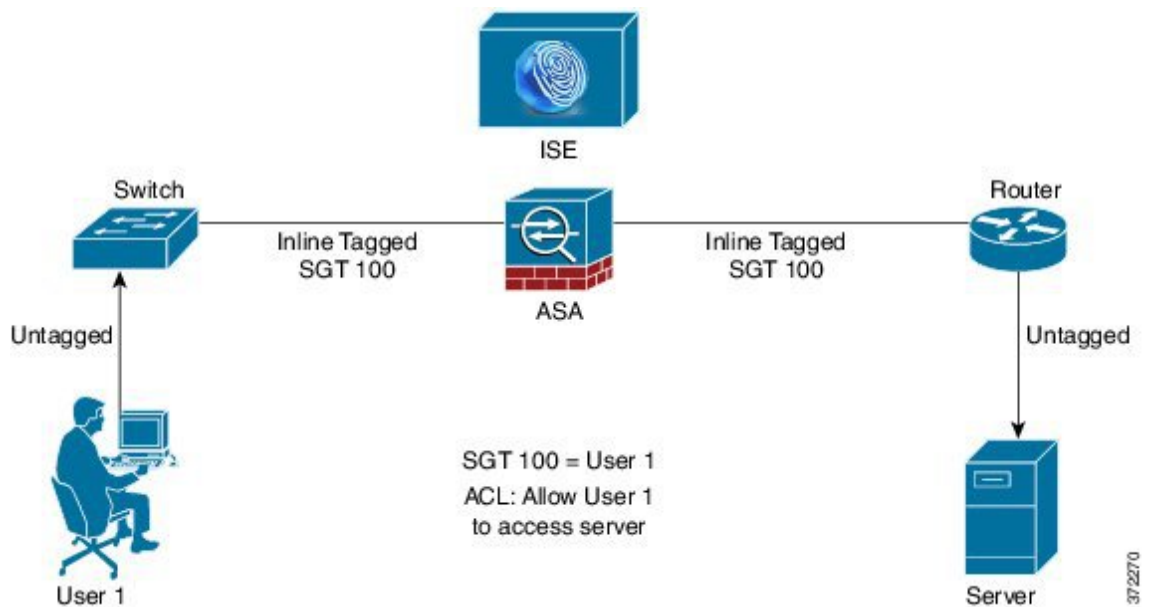 ISE
Switch
Router
Inline Tagged
SGT 100
Inline Tagged
SGT 100
ASA
Untagged
Untagged
SGT 100 = User 1
ACL: Allow User 1
to access server
User 1
Server
372270